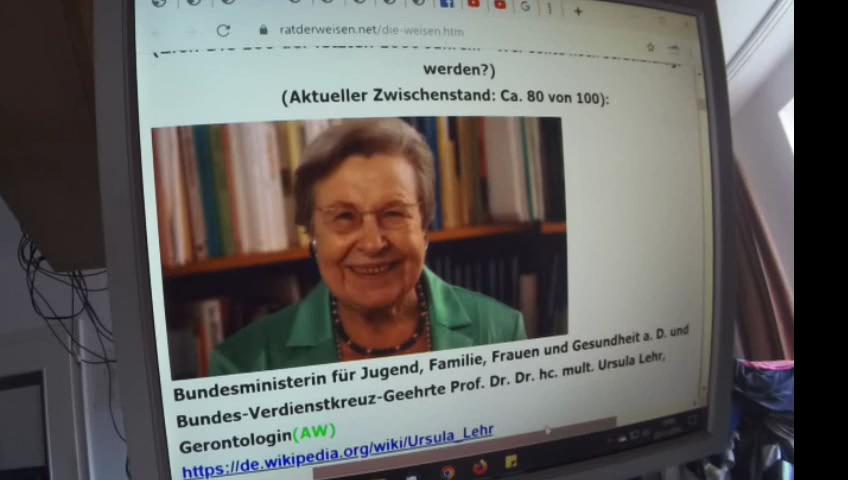 ratderweisen.net/die-weisen.htm
werden?)
(Aktueller Zwischenstand: Ca. 80 von 100):
Bundesministerin für Jugend, Familie, Frauen und Gesundheit a. D. und
Bundes-Verdienstkreuz-Geehrte Prof. Dr. Dr. hc. mult. Ursula Lehr,
Gerontologin(AW)
https://de.wikipedia.org/wiki/Ursula_Lehr